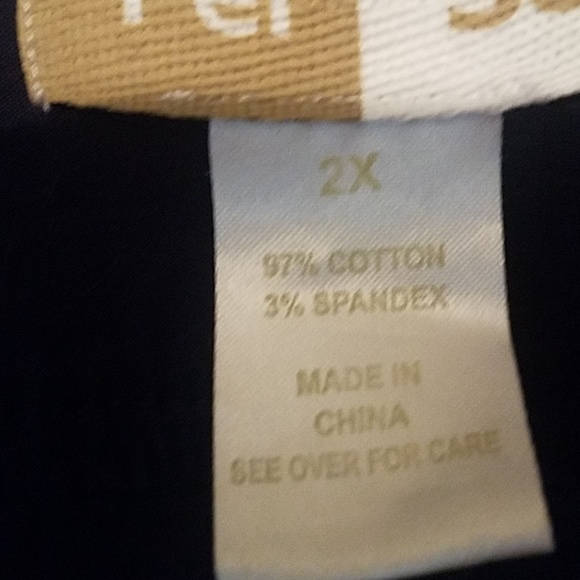 2X
97% COTTON
3% SPANDEX
MADE IN
CHINA
SEE OVER FOR CARE